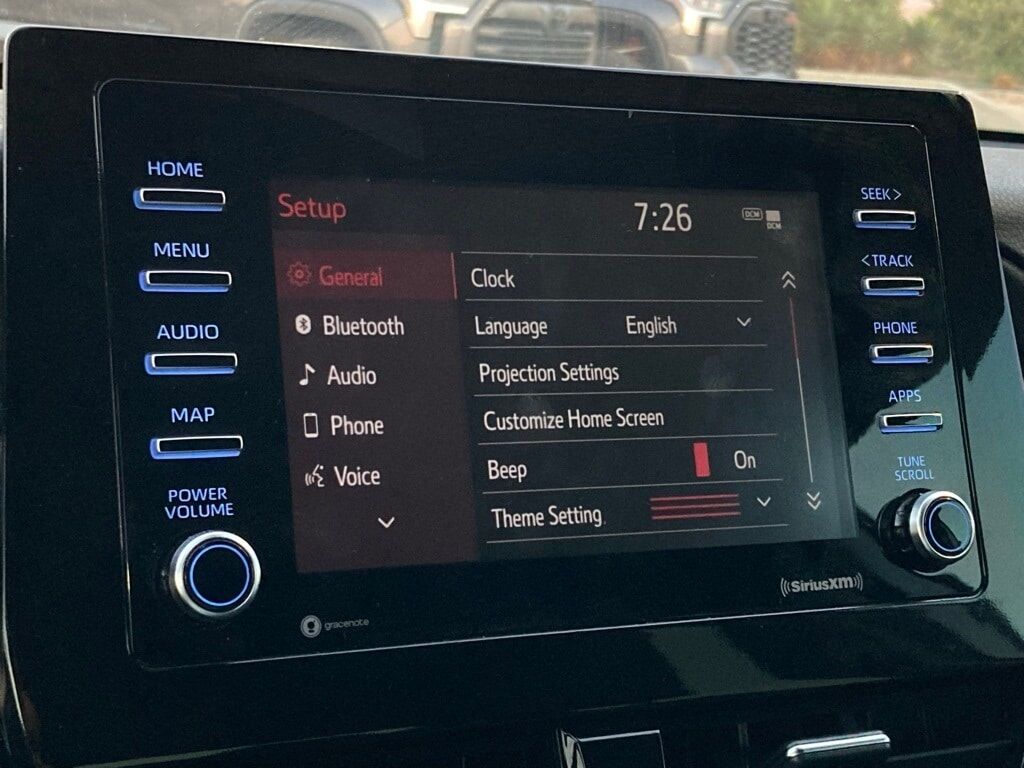 HOME
MENU
AUDIO
MAP
POWER
VOLUME
Setup
7:26
DCM
DCM
General
Bluetooth
Audio
Phone
Voice
Clock
Language English
Projection Settings
Customize Home Screen
Beep On
Theme Setting
SEEK >
< TRACK
PHONE
APPS
TUNE
SCROLL
gracenote
((SiriusXM))